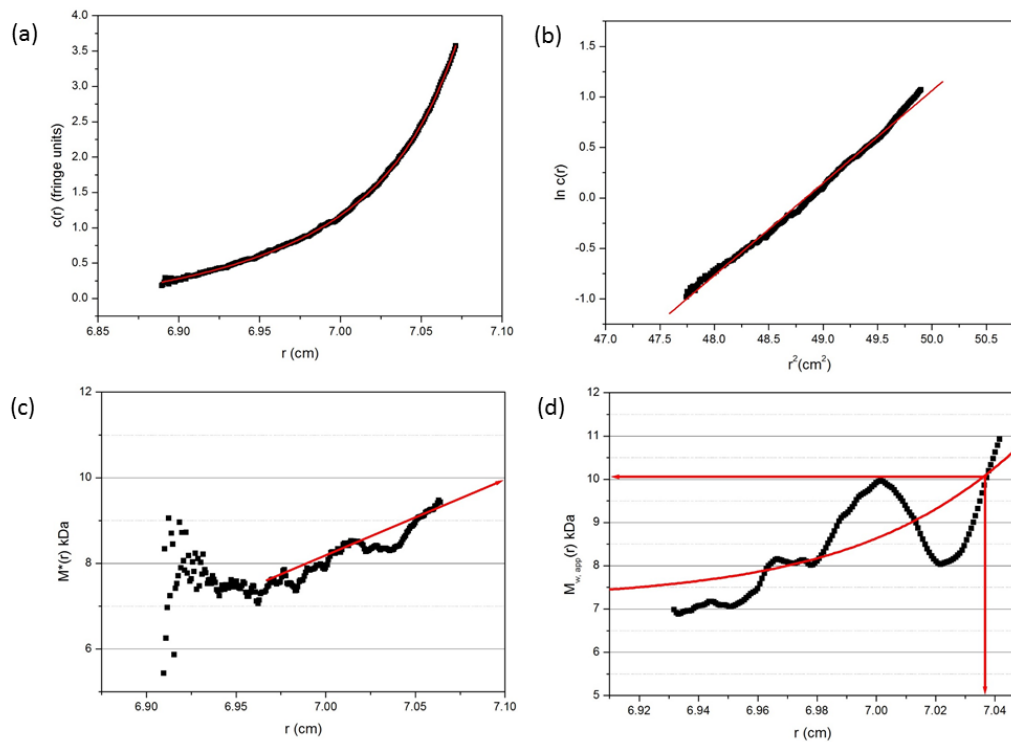 (a)
4.0
3.5
3.0
2.5
2.0
1.5
1.0
0.5
0.0
c(r) (fringe units)
6.85 6.90 6.95 7.00 7.05 7.10
r (cm)
(b)
1.0
0.5
0.0
-0.5
-1.0
ln c(r)
47.0 47.5 48.0 48.5 49.0 49.5 50.0 50.5
r²(cm²)
(c)
12
10
8
6
M*(r) kDa
6.90 6.95 7.00 7.05 7.10
r (cm)
(d)
12
11
10
9
8
7
6
5
Mw, app(r) kDa
6.92 6.94 6.96 6.98 7.00 7.02 7.04
r (cm)